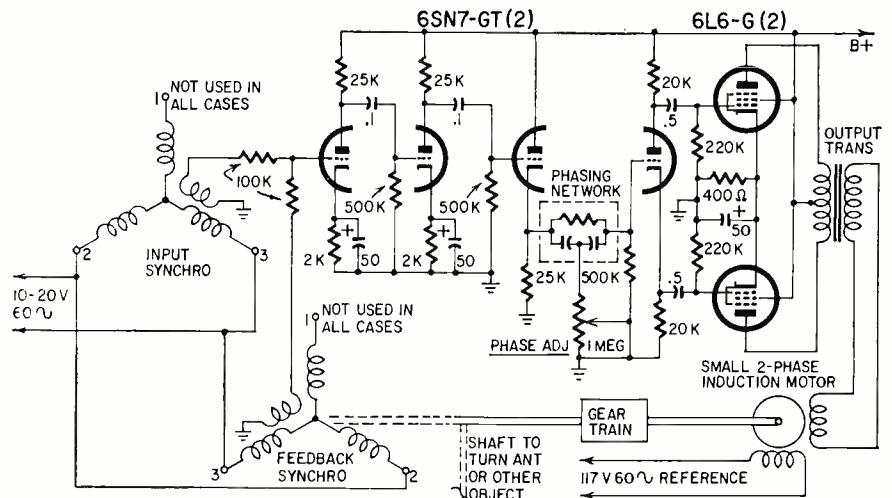 6SN7-GT(2)
6L6-G(2)
B+
NOT USED IN
ALL CASES
1
25K
25K
20K
.1
.1
.5
OUTPUT
TRANS
220K
100K
PHASING
NETWORK
400Ω
500K
500K
+
50
INPUT
SYNCHRO
2
3
+
2K
50
+
2K
50
220K
25K
500K
.5
10-20V
60∿
NOT USED IN
ALL CASES
1
PHASE ADJ
1 MEG
20K
SMALL 2-PHASE
INDUCTION MOTOR
GEAR
TRAIN
FEEDBACK
SYNCHRO
3
2
SHAFT TO
TURN ANT
OR OTHER
OBJECT
117V 60∿ REFERENCE